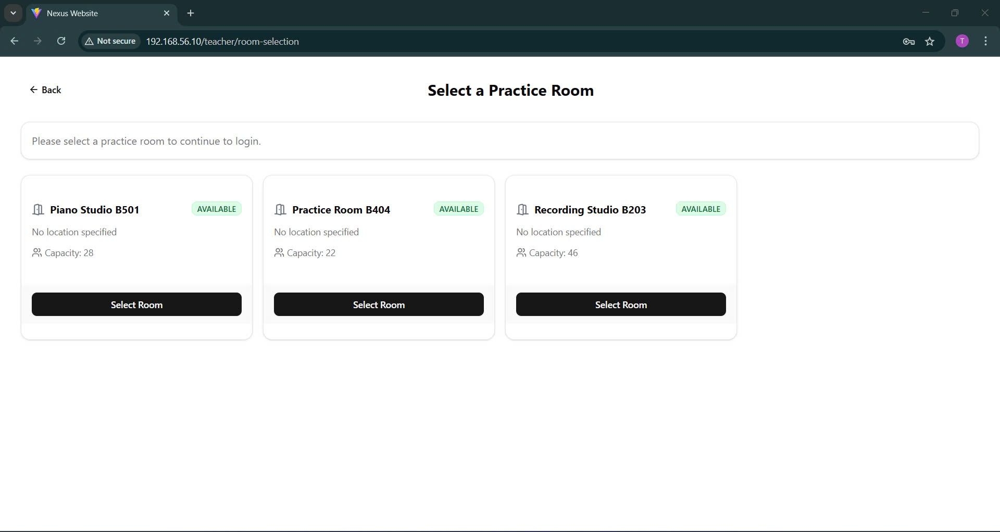 Nexus Website
Not secure
192.168.56.10/teacher/room-selection
T
Back
Select a Practice Room
Please select a practice room to continue to login.
Piano Studio B501
AVAILABLE
No location specified
Capacity: 28
Select Room
Practice Room B404
AVAILABLE
No location specified
Capacity: 22
Select Room
Recording Studio B203
AVAILABLE
No location specified
Capacity: 46
Select Room